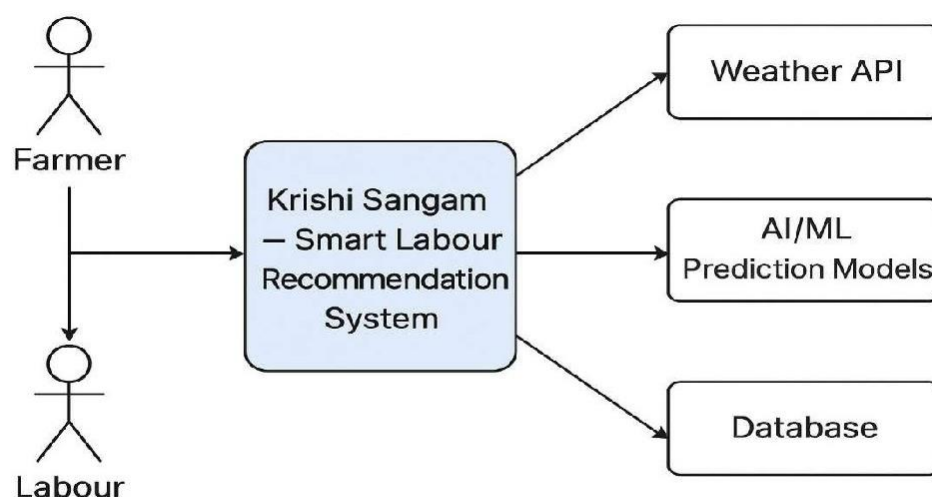 Farmer
Labour
Krishi Sangam
– Smart Labour
Recommendation
System
Weather API
AI/ML
Prediction Models
Database